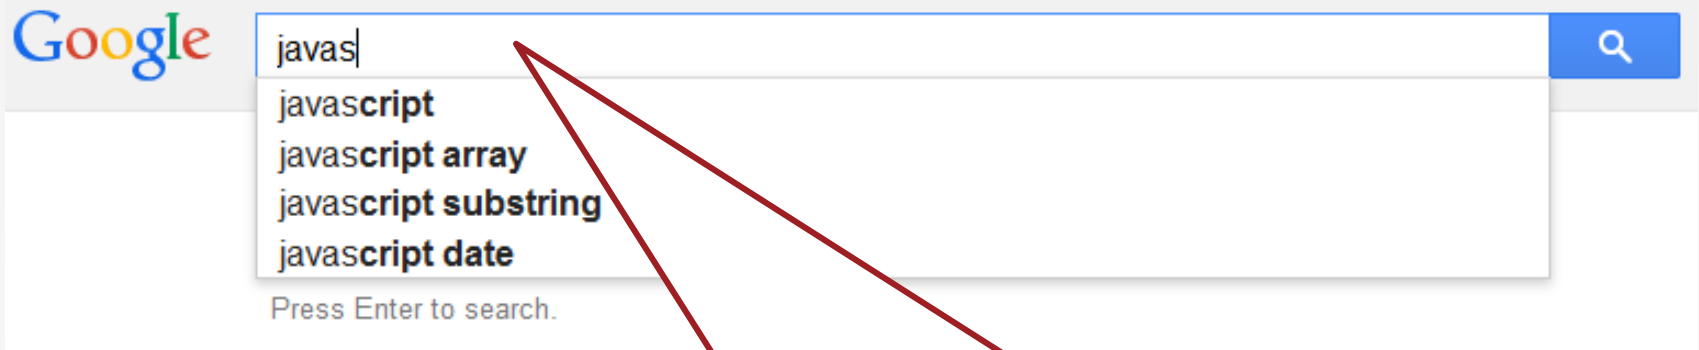 Google
javas
javascript
javascript array
javascript substring
javascript date
Press Enter to search.